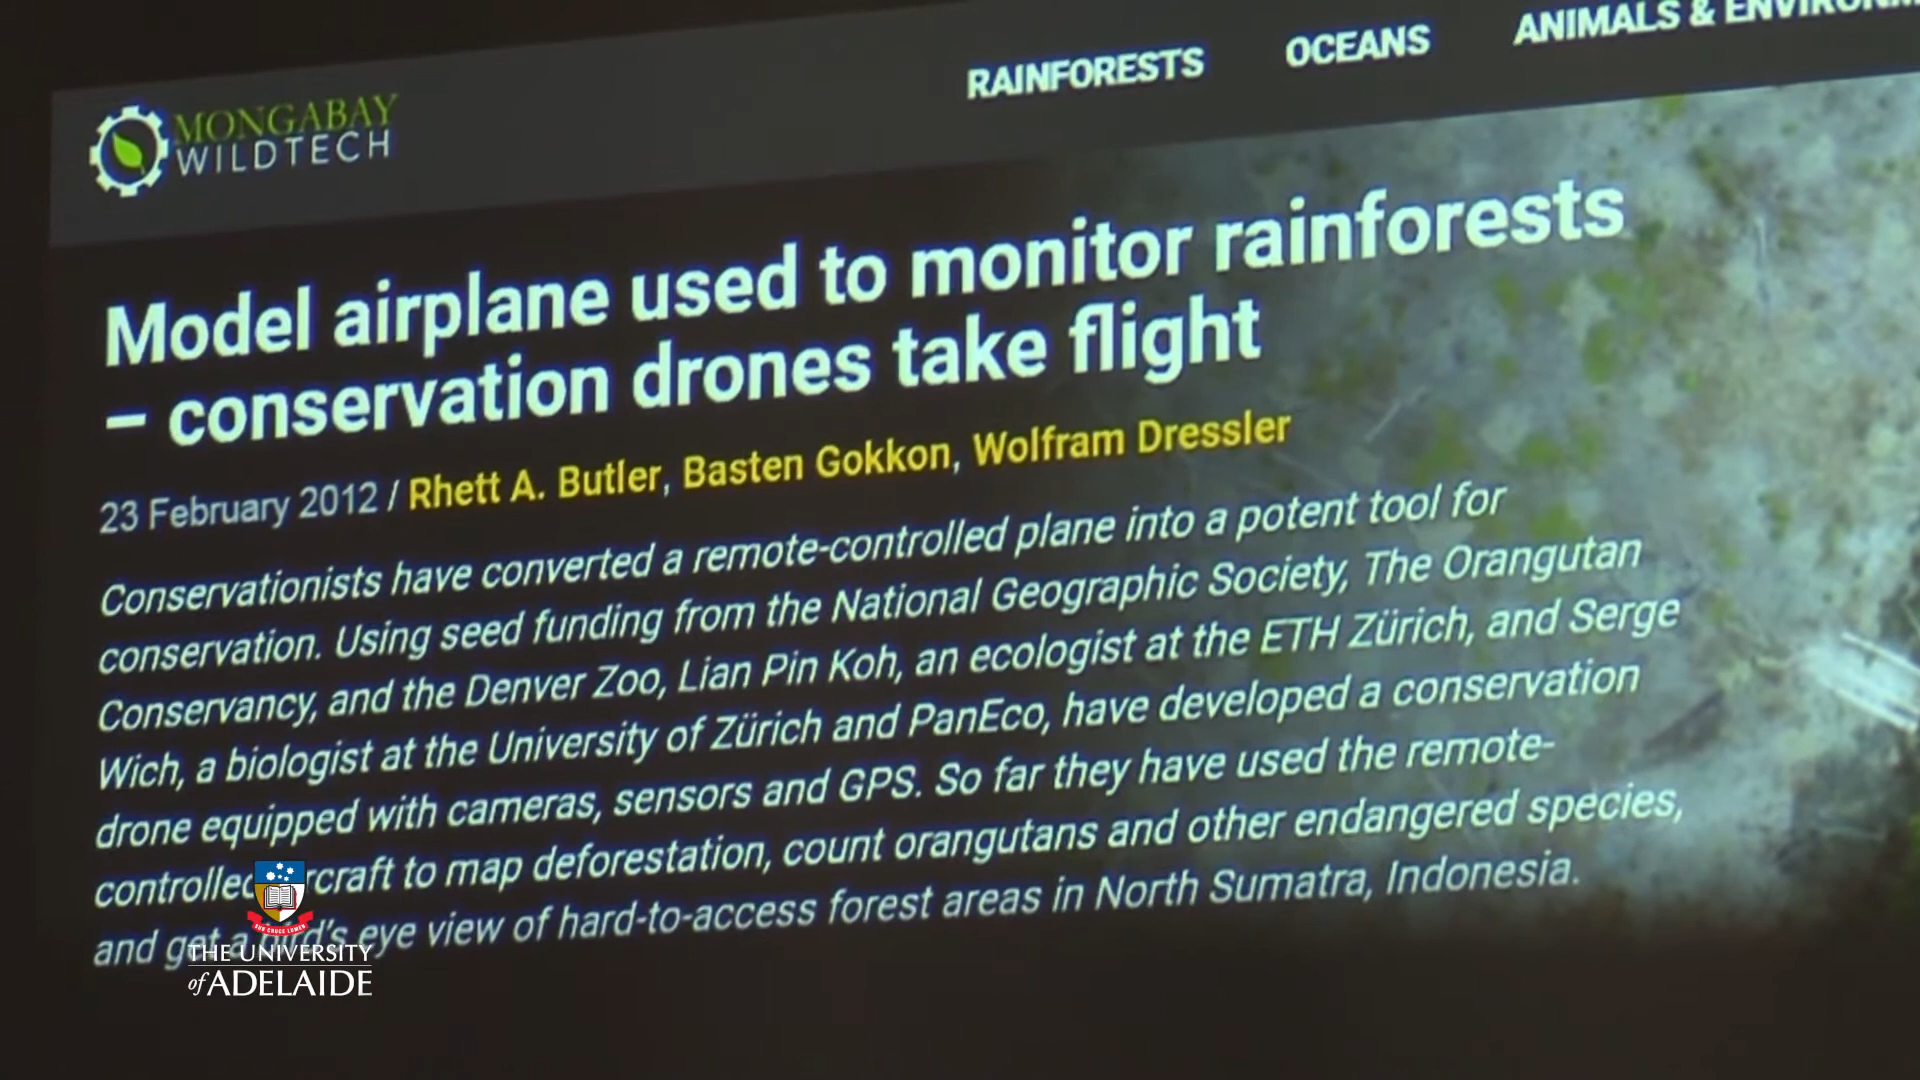 RAINFORESTS OCEANS ANIMALS &
MONGABAY
WILDTECH
Model airplane used to monitor rainforests
– conservation drones take flight
23 February 2012 / Rhett A. Butler, Basten Gokkon, Wolfram Dressler
Conservationists have converted a remote-controlled plane into a potent tool for
conservation. Using seed funding from the National Geographic Society, The Orangutan
Conservancy, and the Denver Zoo, Lian Pin Koh, an ecologist at the ETH Zürich, and Serge
Wich, a biologist at the University of Zürich and PanEco, have developed a conservation
drone equipped with cameras, sensors and GPS. So far they have used the remote-
controlled to map deforestation, count orangutans and other endangered species,
and get a bird's eye view of hard-to-access forest areas in North Sumatra, Indonesia.
THE UNIVERSITY
of ADELAIDE